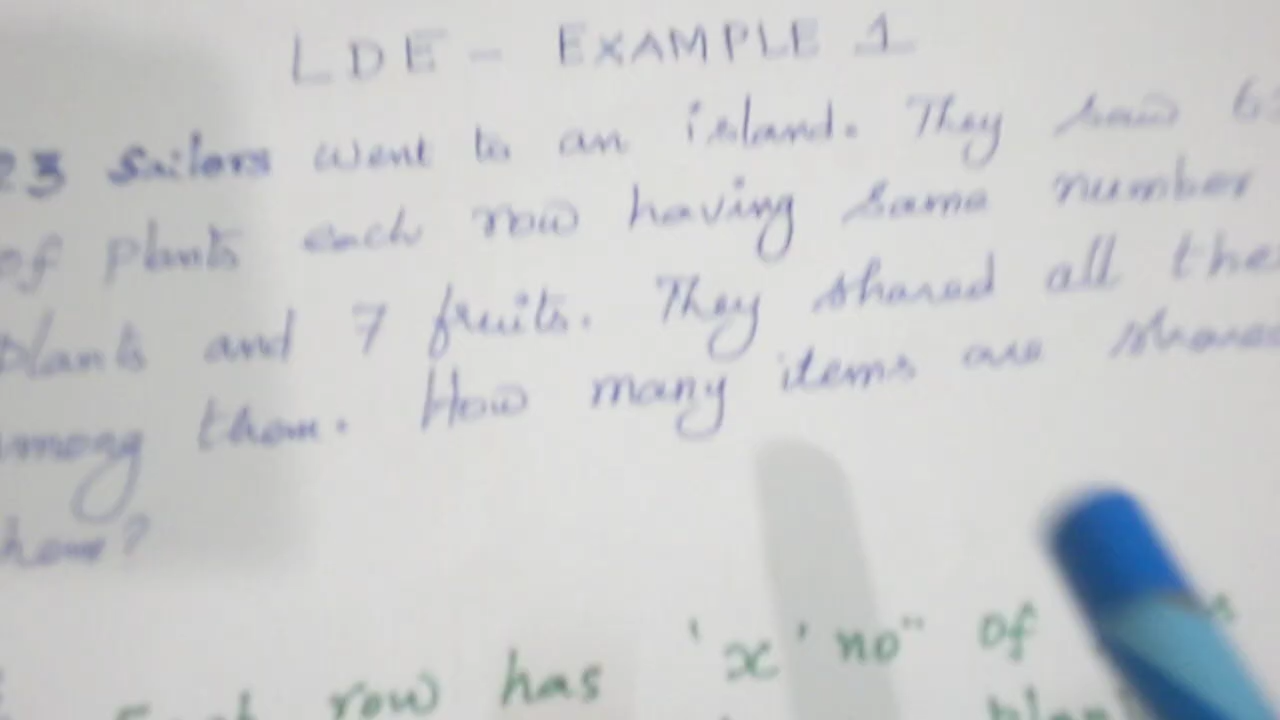 LDE - EXAMPLE 1
23 Sailors went to an island. They saw 63
of plants each row having same number
plants and 7 fruits. They shared all the
among them. How many items are shared
them?
Each row has 'x' no" of